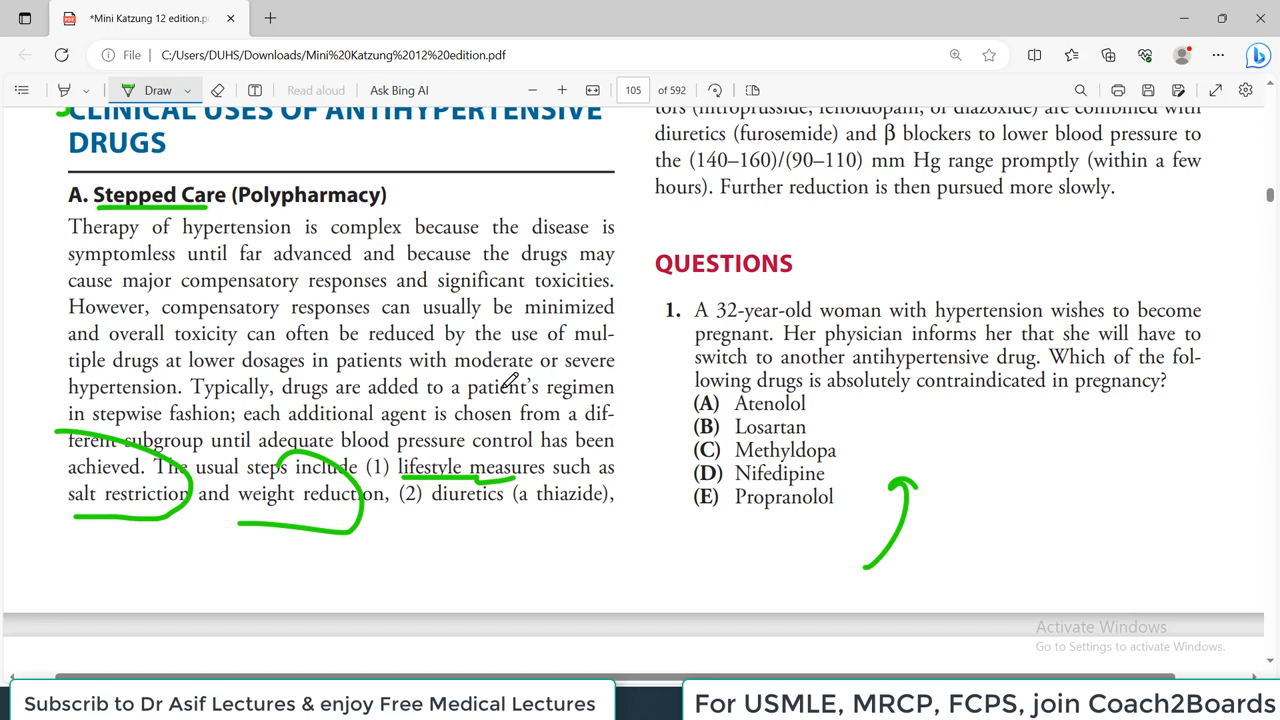 *Mini Katzung 12 edition.p
File
C:/Users/DUHS/Downloads/Mini%20Katzung%2012%20edition.pdf
Draw
Read aloud
Ask Bing AI
105
of 592
CLINICAL USES OF ANTIHYPERTENSIVE
DRUGS
A. Stepped Care (Polypharmacy)
Therapy of hypertension is complex because the disease is
symptomless until far advanced and because the drugs may
cause major compensatory responses and significant toxicities.
However, compensatory responses can usually be minimized
and overall toxicity can often be reduced by the use of mul-
tiple drugs at lower dosages in patients with moderate or severe
hypertension. Typically, drugs are added to a patient's regimen
in stepwise fashion; each additional agent is chosen from a dif-
ferent subgroup until adequate blood pressure control has been
achieved. The usual steps include (1) lifestyle measures such as
salt restriction and weight reduction, (2) diuretics (a thiazide),
tors (nitroprusside, fenoldopam, or diazoxide) are combined with
diuretics (furosemide) and β blockers to lower blood pressure to
the (140–160)/(90–110) mm Hg range promptly (within a few
hours). Further reduction is then pursued more slowly.
QUESTIONS
1. A 32-year-old woman with hypertension wishes to become
pregnant. Her physician informs her that she will have to
switch to another antihypertensive drug. Which of the fol-
lowing drugs is absolutely contraindicated in pregnancy?
(A) Atenolol
(B) Losartan
(C) Methyldopa
(D) Nifedipine
(E) Propranolol
Activate Windows
Go to Settings to activate Windows.
Subscrib to Dr Asif Lectures & enjoy Free Medical Lectures
For USMLE, MRCP, FCPS, join Coach2Boards